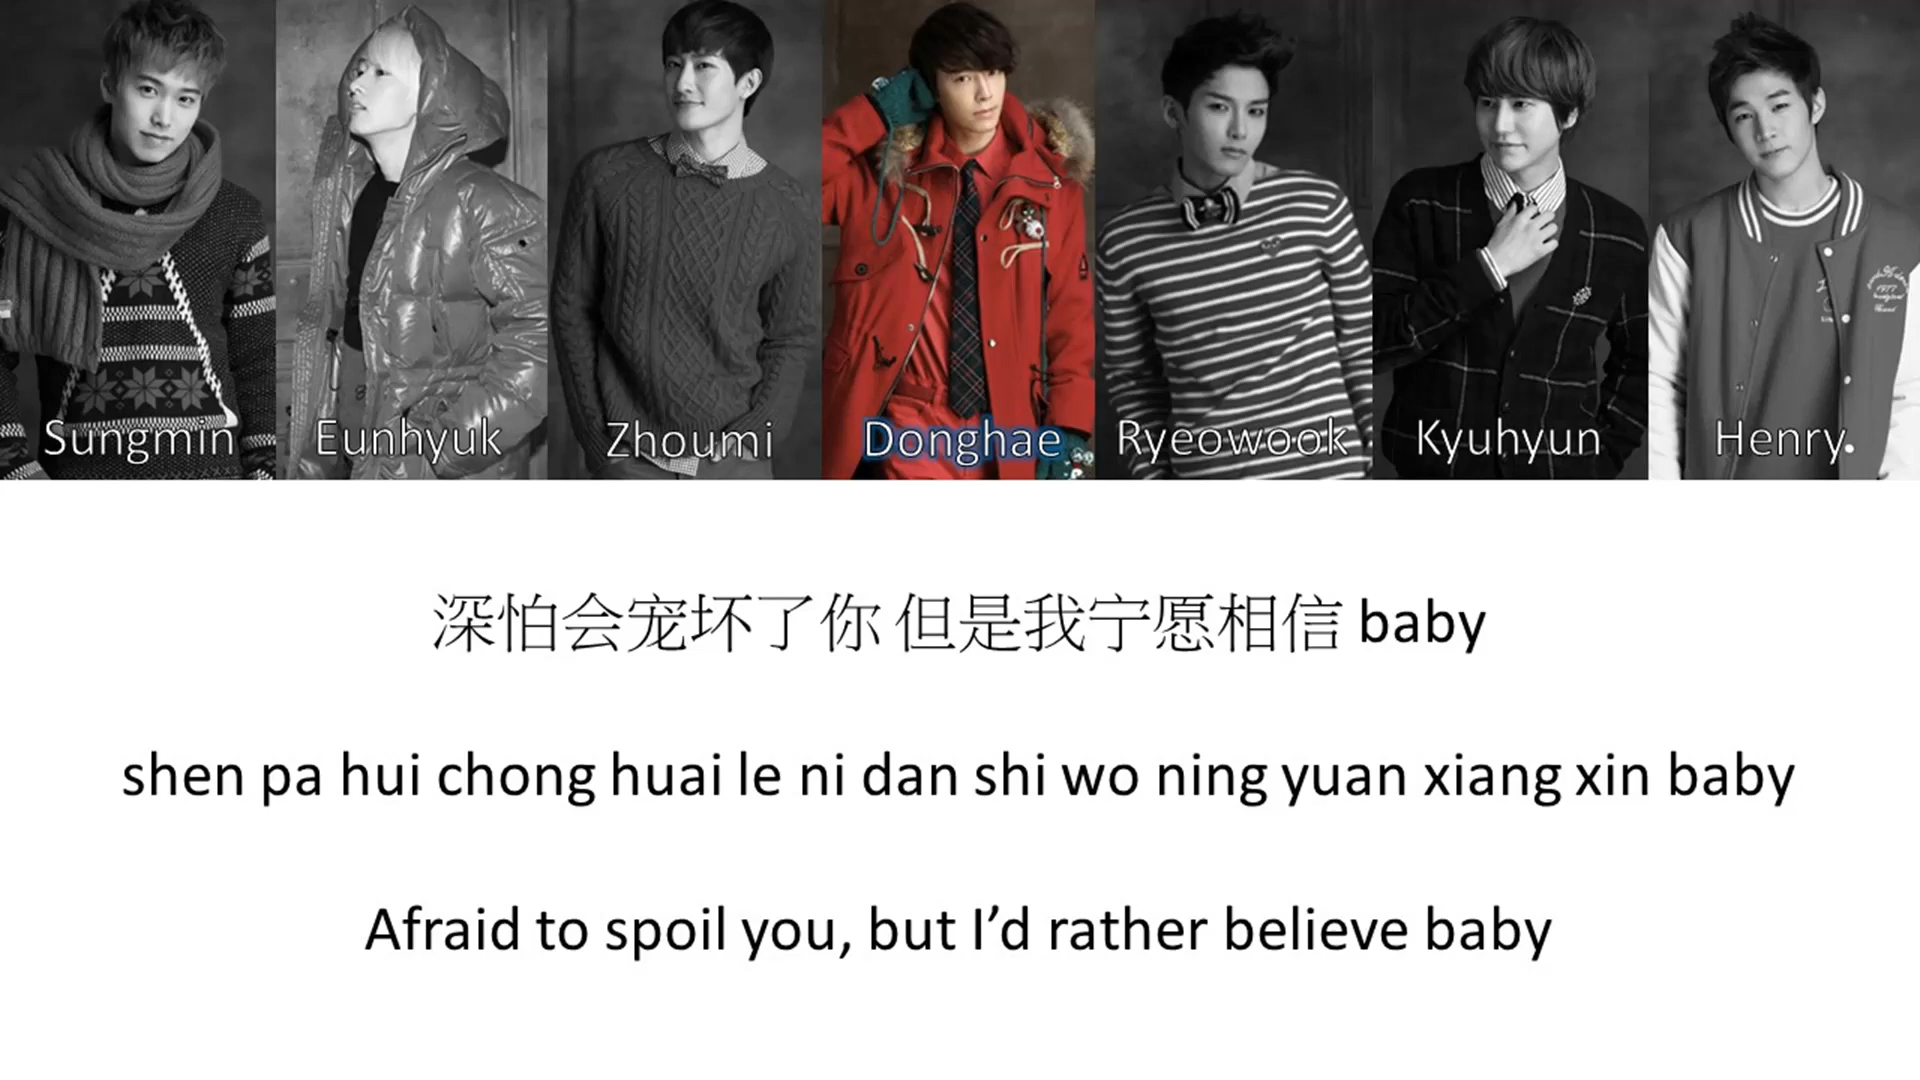 Sungmin Eunhyuk Zhoumi Donghae Ryeowook Kyuhyun Henry
深怕会宠坏了你 但是我宁愿相信 baby
shen pa hui chong huai le ni dan shi wo ning yuan xiang xin baby
Afraid to spoil you, but I’d rather believe baby